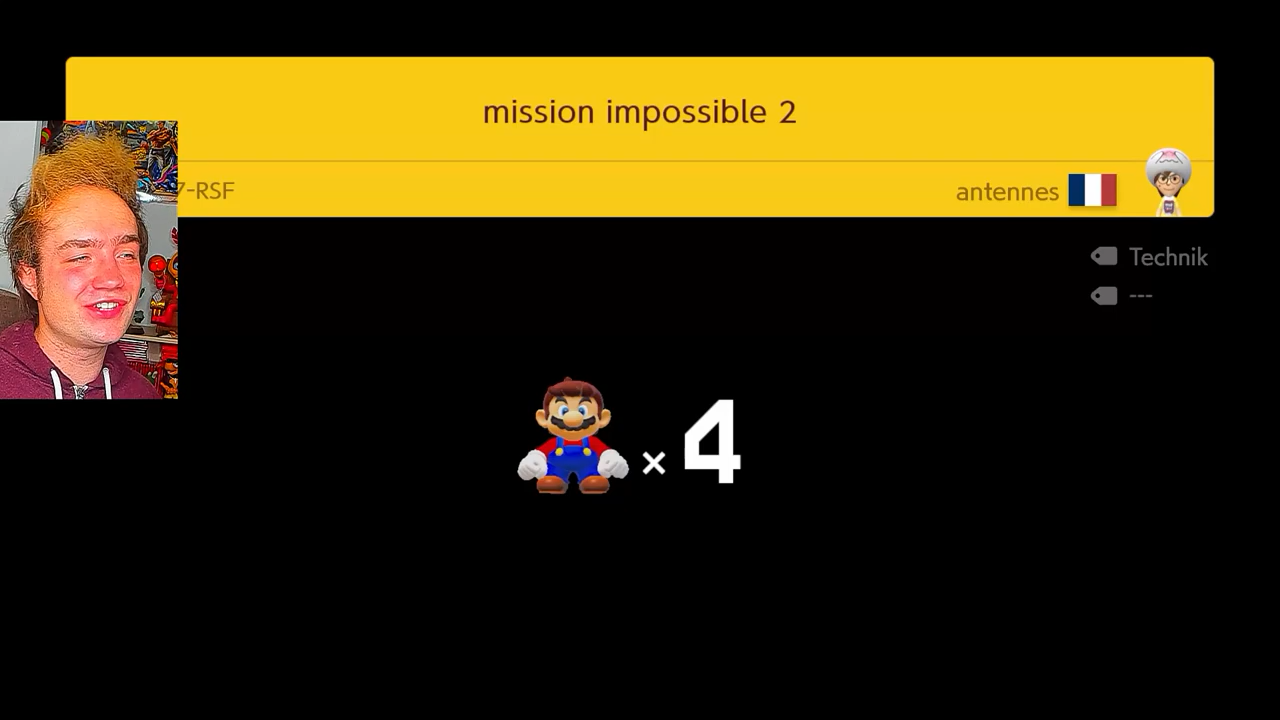 mission impossible 2
7-RSF
antennes
Technik
---
× 4